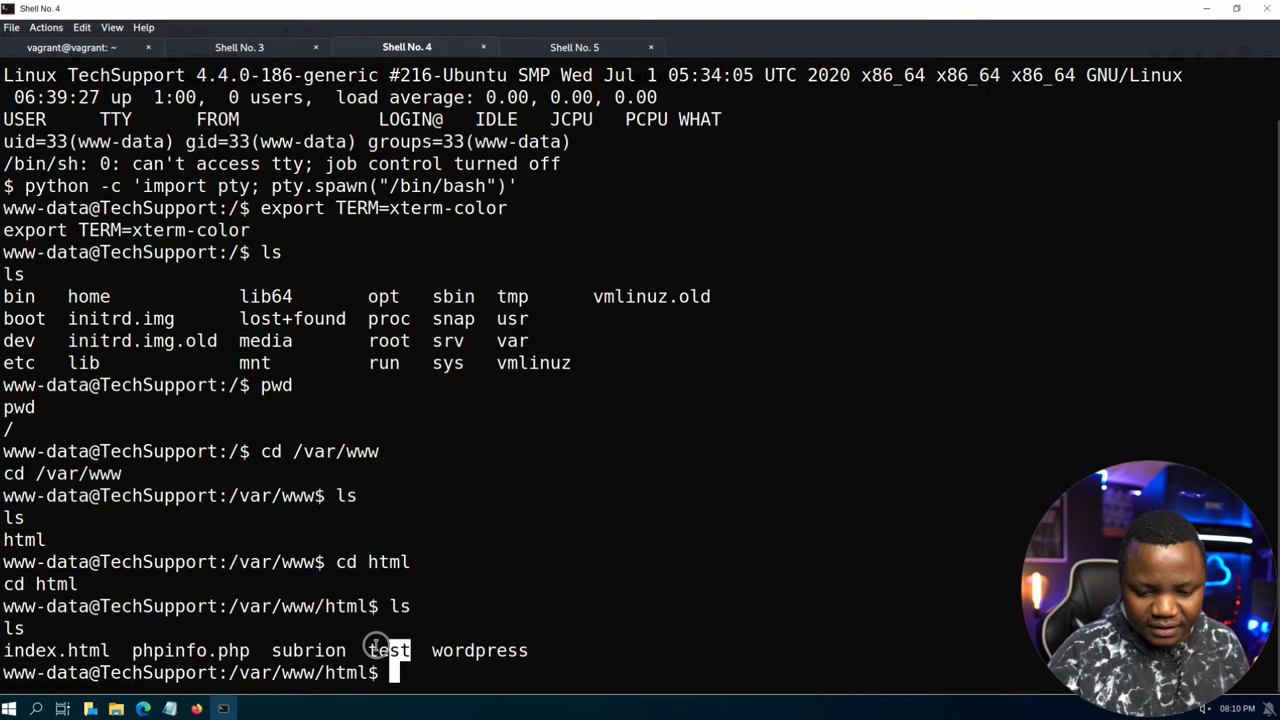 Shell No. 4
File Actions Edit View Help
vagrant@vagrant: ~ × Shell No. 3 × Shell No. 4 × Shell No. 5 ×
Linux TechSupport 4.4.0-186-generic #216-Ubuntu SMP Wed Jul 1 05:34:05 UTC 2020 x86_64 x86_64 x86_64 GNU/Linux
06:39:27 up 1:00, 0 users, load average: 0.00, 0.00, 0.00
USER TTY FROM LOGIN@ IDLE JCPU PCPU WHAT
uid=33(www-data) gid=33(www-data) groups=33(www-data)
/bin/sh: 0: can't access tty; job control turned off
$ python -c 'import pty; pty.spawn("/bin/bash")'
www-data@TechSupport:/$ export TERM=xterm-color
export TERM=xterm-color
www-data@TechSupport:/$ ls
ls
bin home lib64 opt sbin tmp vmlinuz.old
boot initrd.img lost+found proc snap usr
dev initrd.img.old media root srv var
etc lib mnt run sys vmlinuz
www-data@TechSupport:/$ pwd
pwd
/
www-data@TechSupport:/$ cd /var/www
cd /var/www
www-data@TechSupport:/var/www$ ls
ls
html
www-data@TechSupport:/var/www$ cd html
cd html
www-data@TechSupport:/var/www/html$ ls
ls
index.html phpinfo.php subrion test wordpress
www-data@TechSupport:/var/www/html$
08:10 PM